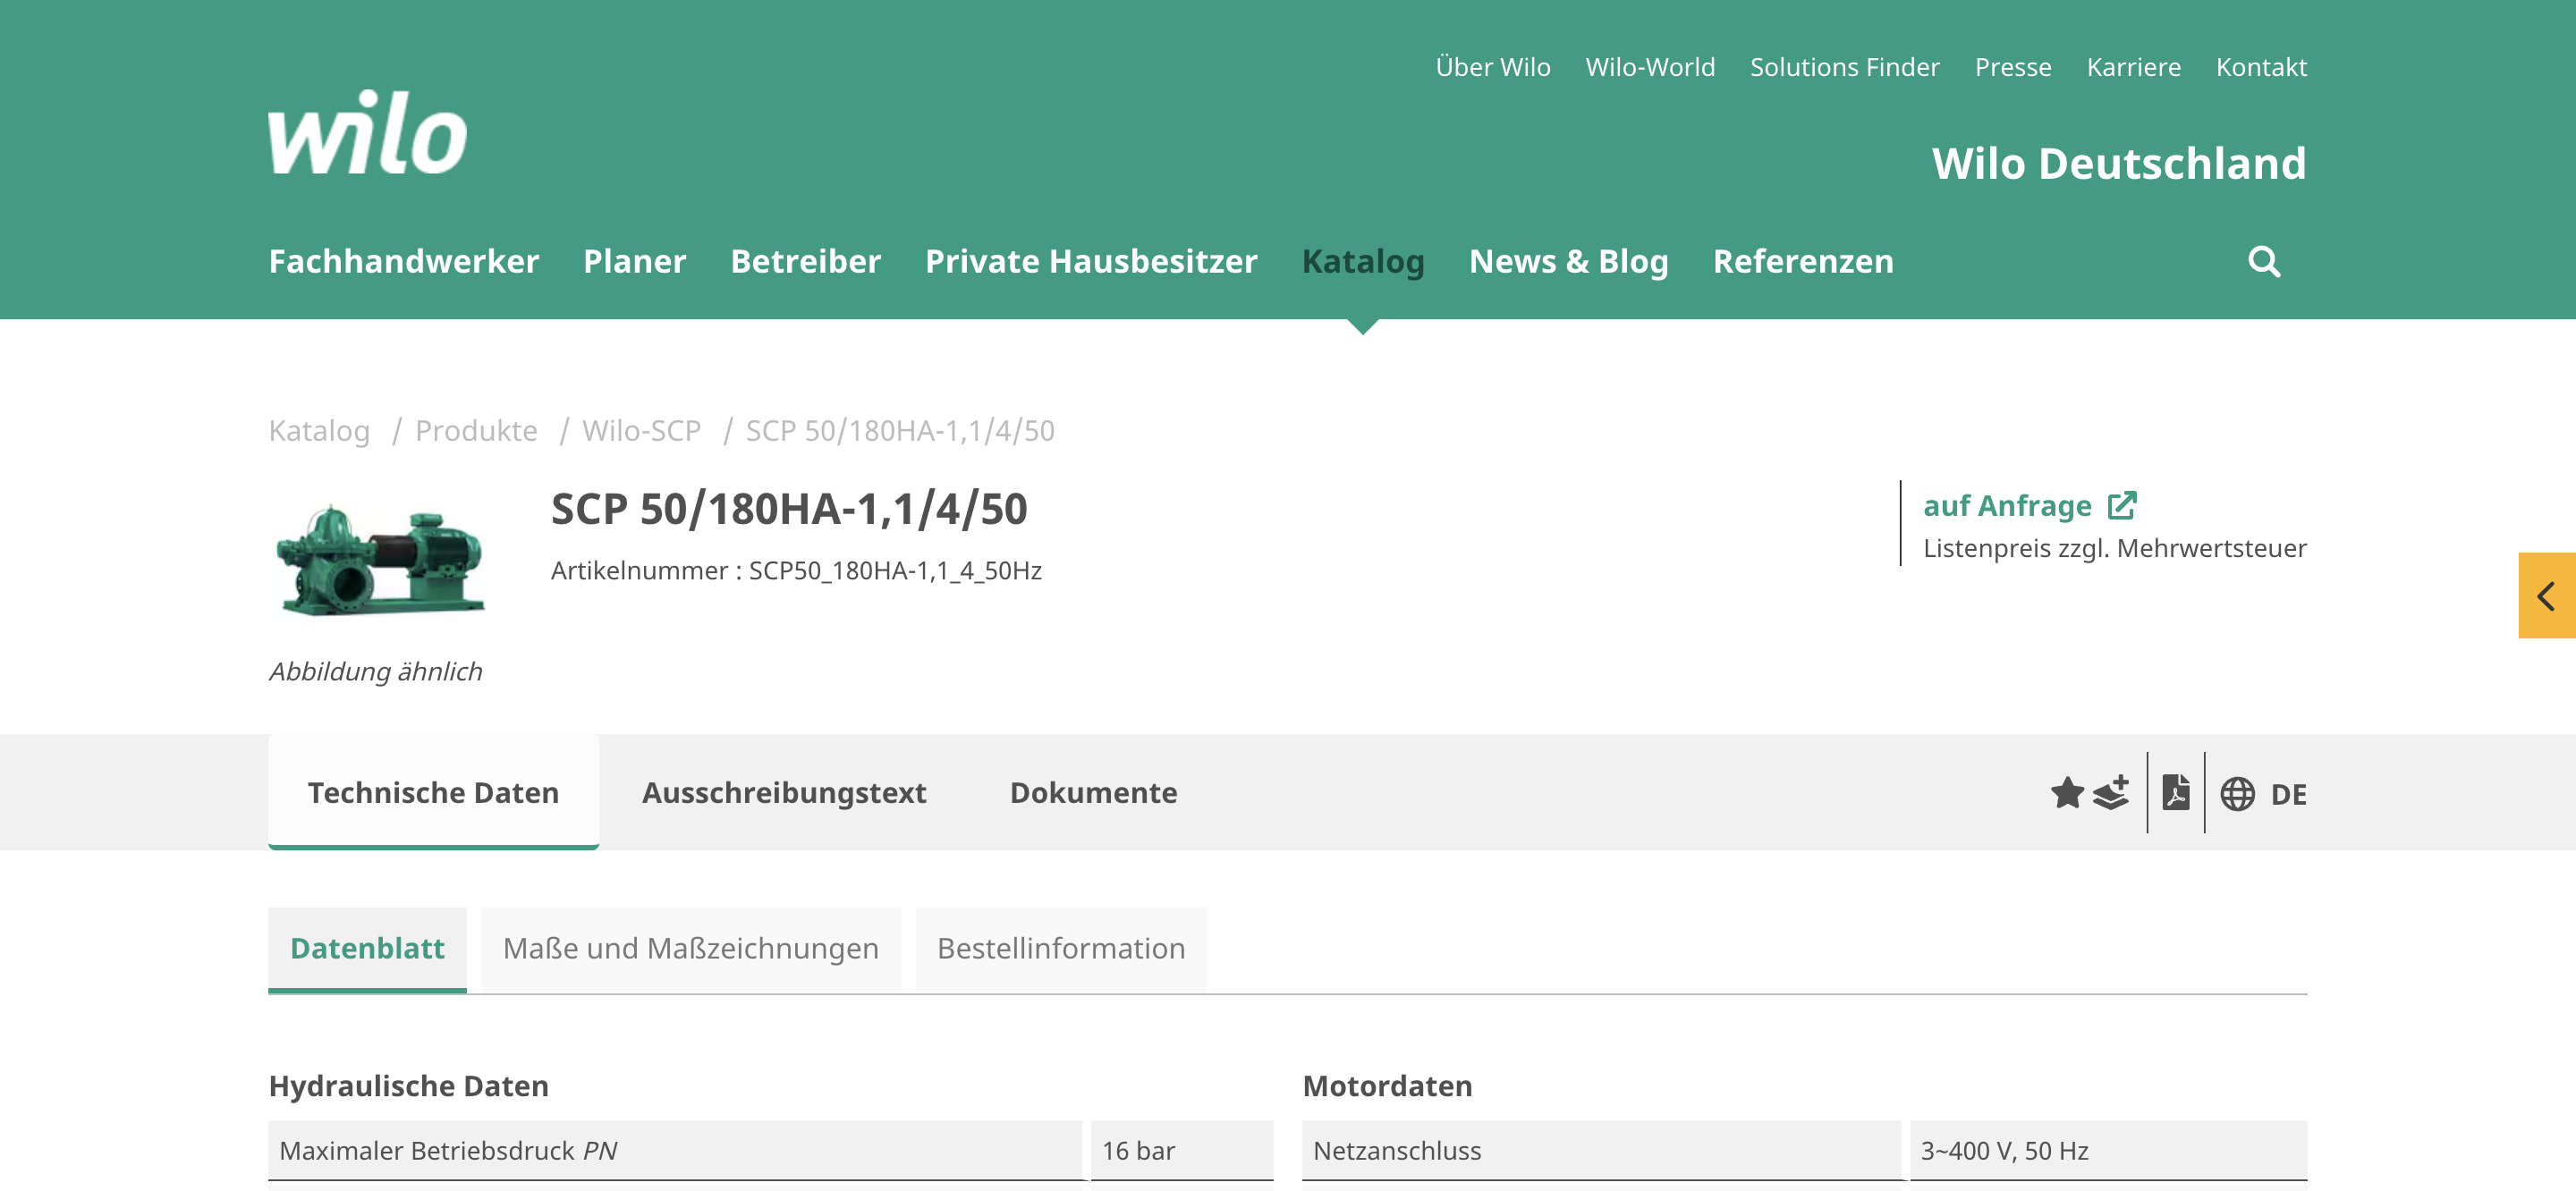 Über Wilo Wilo-World Solutions Finder Presse Karriere Kontakt
wilo
Wilo Deutschland
Fachhandwerker Planer Betreiber Private Hausbesitzer Katalog News & Blog Referenzen
Katalog / Produkte / Wilo-SCP / SCP 50/180HA-1,1/4/50
SCP 50/180HA-1,1/4/50
Artikelnummer : SCP50_180HA-1,1_4_50Hz
auf Anfrage
Listenpreis zzgl. Mehrwertsteuer
Abbildung ähnlich
Technische Daten Ausschreibungstext Dokumente DE
Datenblatt Maße und Maßzeichnungen Bestellinformation
Hydraulische Daten
Maximaler Betriebsdruck PN 16 bar
Motordaten
Netzanschluss 3~400 V, 50 Hz